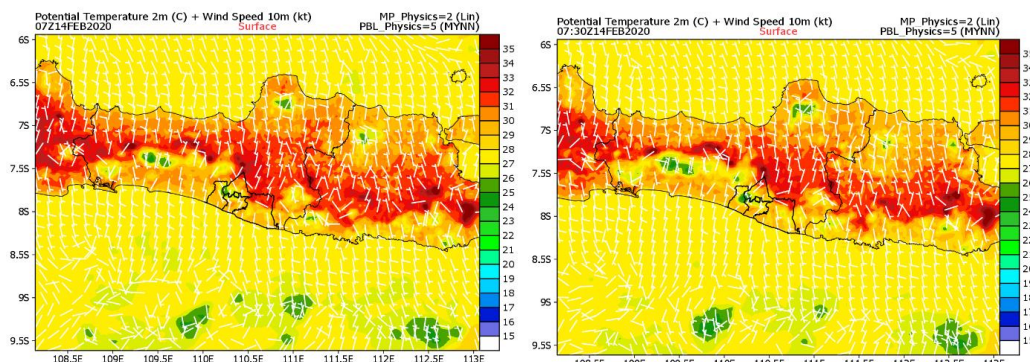 Potential Temperature 2m (C) + Wind Speed 10m (kt)
MP_Physics=2 (Lin)
07Z14FEB2020
Surface
PBL_Physics=5 (MYNN)
6S
6.5S
7S
7.5S
8S
8.5S
9S
9.5S
108.5E
109E
109.5E
110E
110.5E
111E
111.5E
112E
112.5E
113E
35
34
33
32
31
30
29
28
27
26
25
24
23
22
21
20
19
18
17
16
15
Potential Temperature 2m (C) + Wind Speed 10m (kt)
MP_Physics=2 (Lin)
07:30Z14FEB2020
Surface
PBL_Physics=5 (MYNN)
6S
6.5S
7S
7.5S
8S
8.5S
9S
9.5S